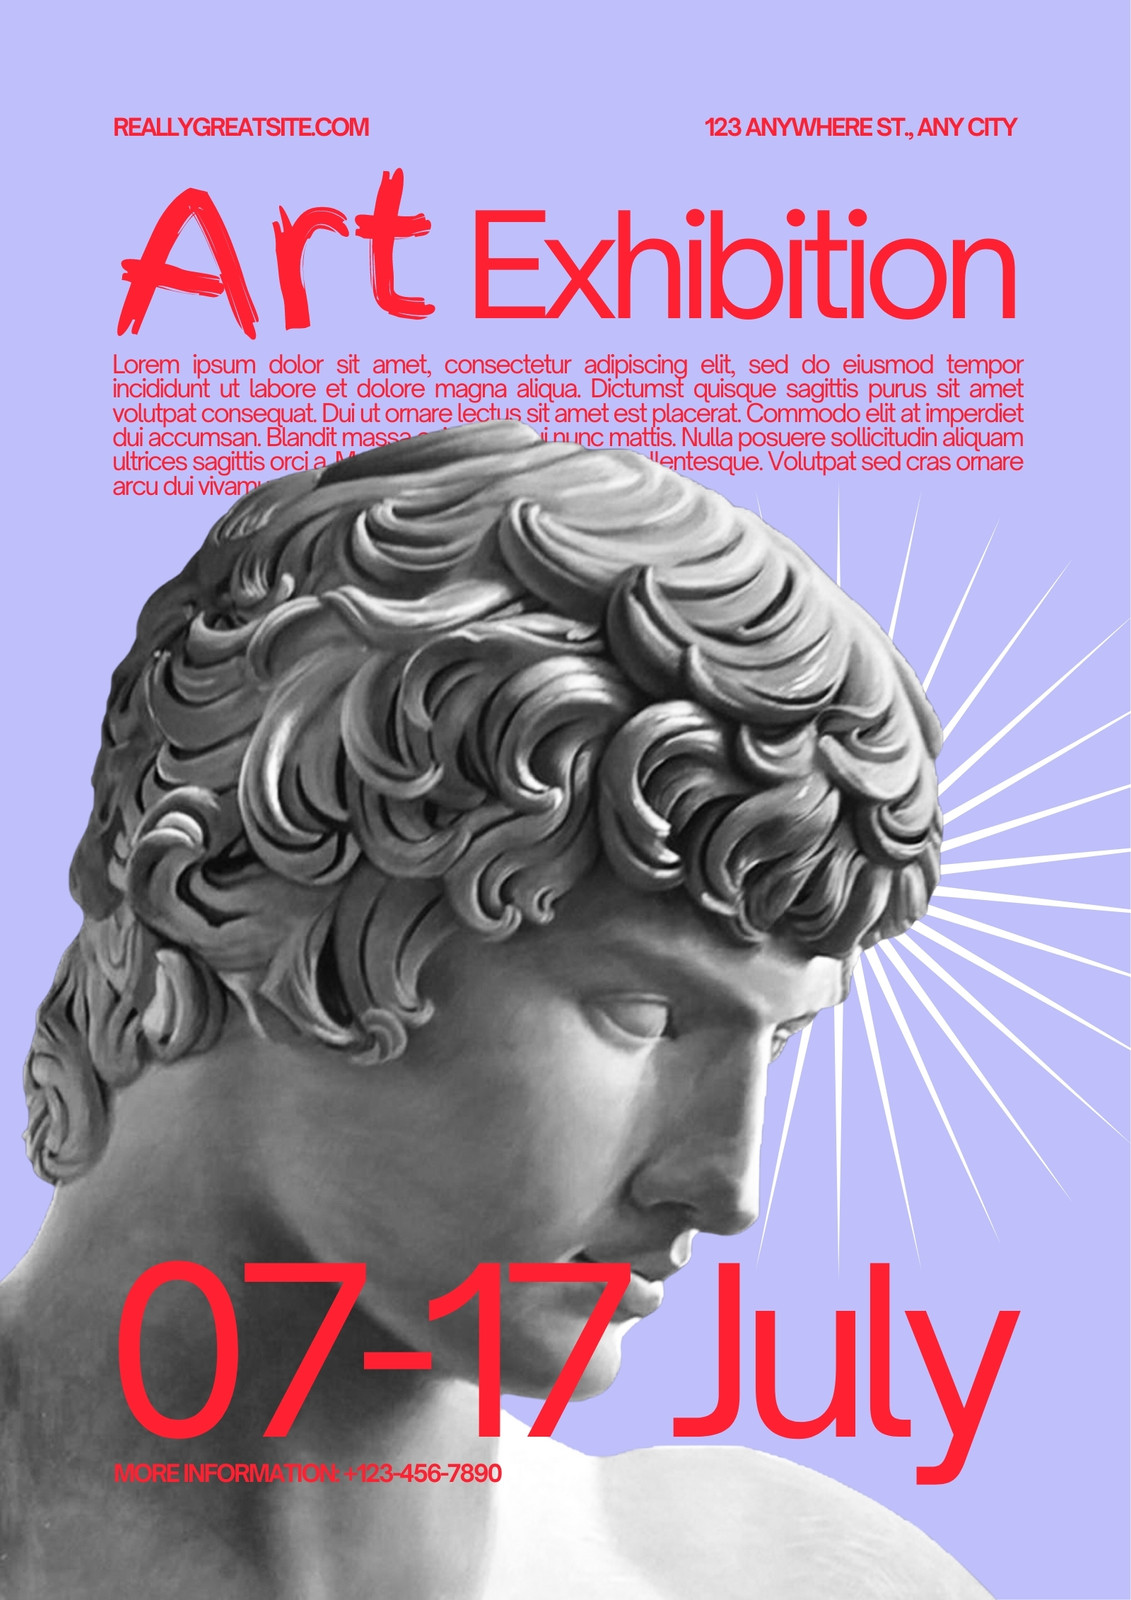 REALLYGREATSITE.COM
123 ANYWHERE ST., ANY CITY
Art Exhibition
Lorem ipsum dolor sit amet, consectetur adipiscing elit, sed do eiusmod tempor
incididunt ut labore et dolore magna aliqua. Dictumst quisque sagittis purus sit amet
volutpat consequat. Dui ut ornare lectus sit amet est placerat. Commodo elit at imperdiet
dui accumsan. Blandit massa nunc mattis. Nulla posuere sollicitudin aliquam
ultrices sagittis orci a. Volutpat sed cras ornare
arcu dui
07-17 July
MORE INFORMATION: +123-456-7890